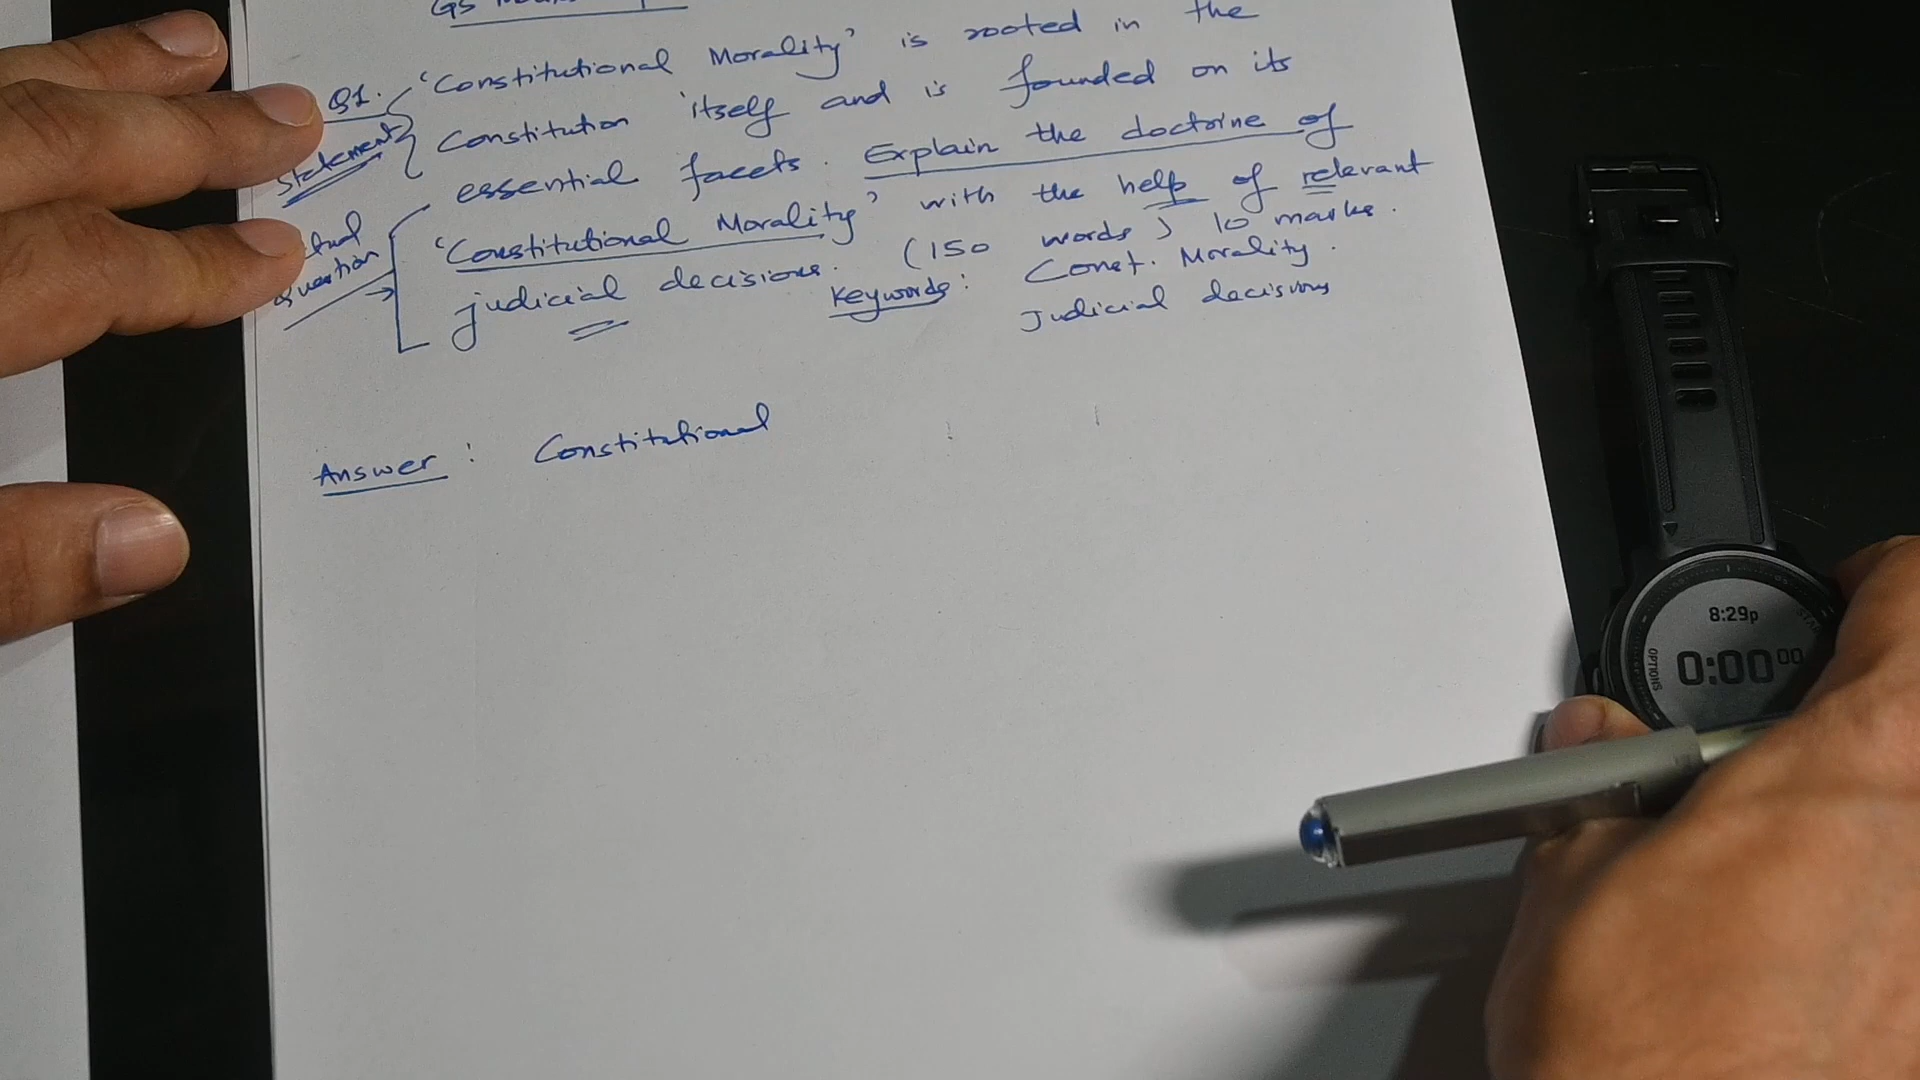 GS
Q1. 'Constitutional Morality' is rooted in the
Constitution itself and is founded on its
essential facets. Explain the doctrine of
'Constitutional Morality' with the help of relevant
judicial decisions. (150 words) 10 marks.
Statement
question
Keywords: Const. Morality.
Judicial decisions
Answer: Constitutional
8:29p
0:00 00
OPTIONS